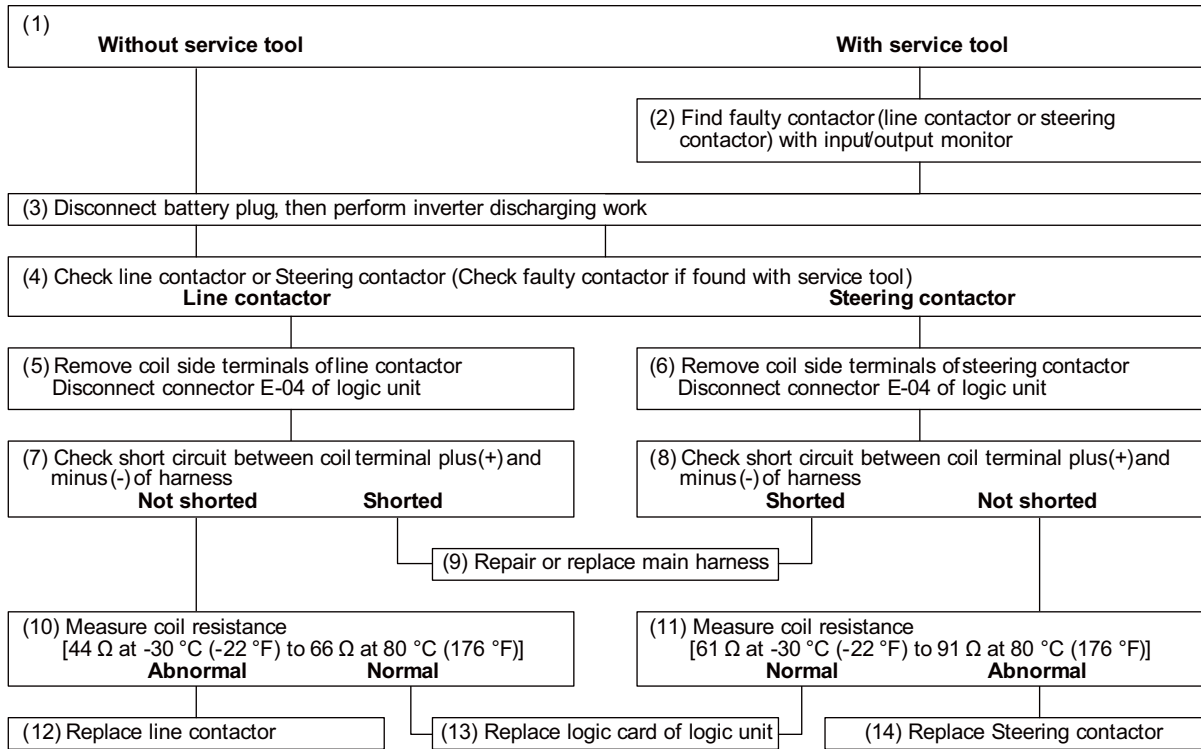 (1)
Without service tool With service tool
(2) Find faulty contactor (line contactor or steering
contactor) with input/output monitor
(3) Disconnect battery plug, then perform inverter discharging work
(4) Check line contactor or Steering contactor (Check faulty contactor if found with service tool)
Line contactor Steering contactor
(5) Remove coil side terminals of line contactor
Disconnect connector E-04 of logic unit
(6) Remove coil side terminals of steering contactor
Disconnect connector E-04 of logic unit
(7) Check short circuit between coil terminal plus (+) and
minus (-) of harness
Not shorted Shorted
(8) Check short circuit between coil terminal plus (+) and
minus (-) of harness
Shorted Not shorted
(9) Repair or replace main harness
(10) Measure coil resistance
[44 Ω at -30 °C (-22 °F) to 66 Ω at 80 °C (176 °F)]
Abnormal Normal
(11) Measure coil resistance
[61 Ω at -30 °C (-22 °F) to 91 Ω at 80 °C (176 °F)]
Normal Abnormal
(12) Replace line contactor
(13) Replace logic card of logic unit
(14) Replace Steering contactor